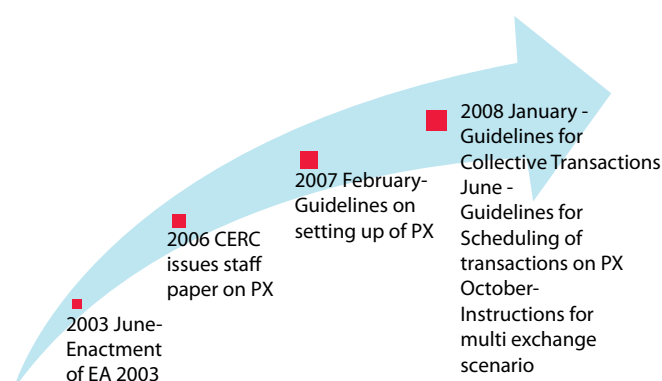 2003 June-
Enactment
of EA 2003
2006 CERC
issues staff
paper on PX
2007 February-
Guidelines on
setting up of PX
2008 January -
Guidelines for
Collective Transactions
June -
Guidelines for
Scheduling of
transactions on PX
October-
Instructions for
multi exchange
scenario